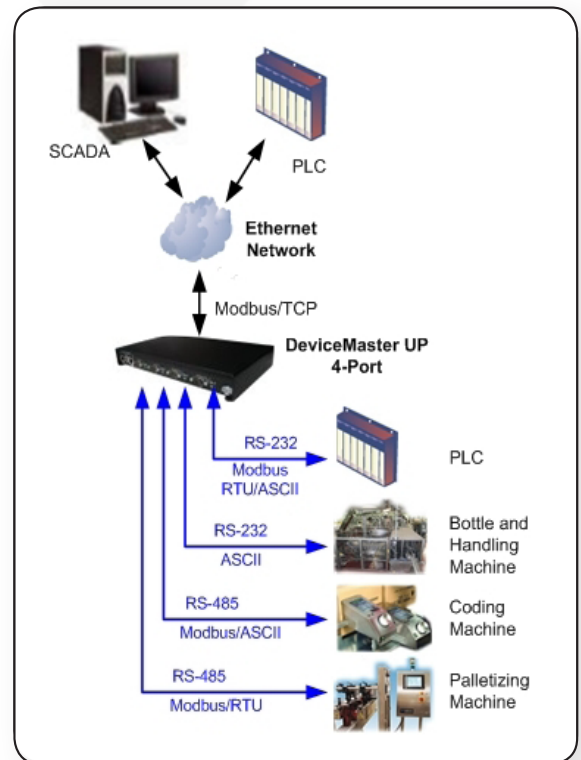 SCADA
PLC
Ethernet
Network
Modbus/TCP
DeviceMaster UP
4-Port
RS-232
Modbus
RTU/ASCII
PLC
RS-232
ASCII
Bottle and
Handling
Machine
RS-485
Modbus/ASCII
Coding
Machine
RS-485
Modbus/RTU
Palletizing
Machine